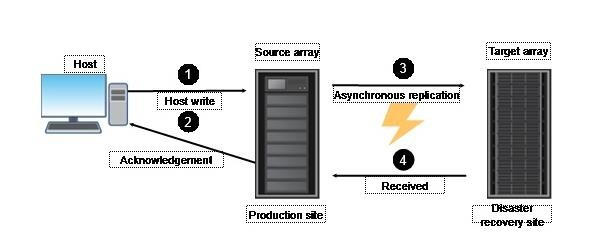 Host
Source array
Target array
1
Host write
3
Asynchronous replication
2
Acknowledgement
4
Received
Production site
Disaster
recovery site